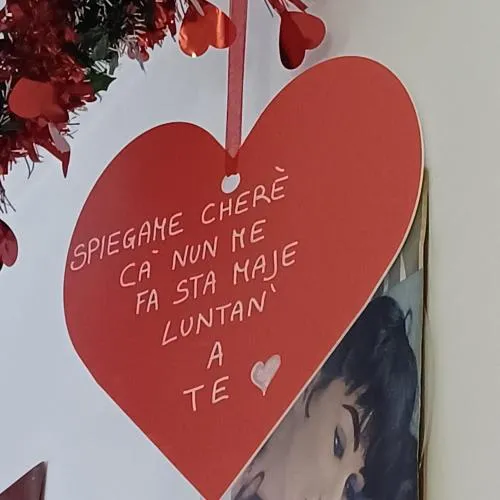 SPIEGAME CHERÈ
CA` NUN ME
FA STA MAJE
LUNTAN`
A
TE